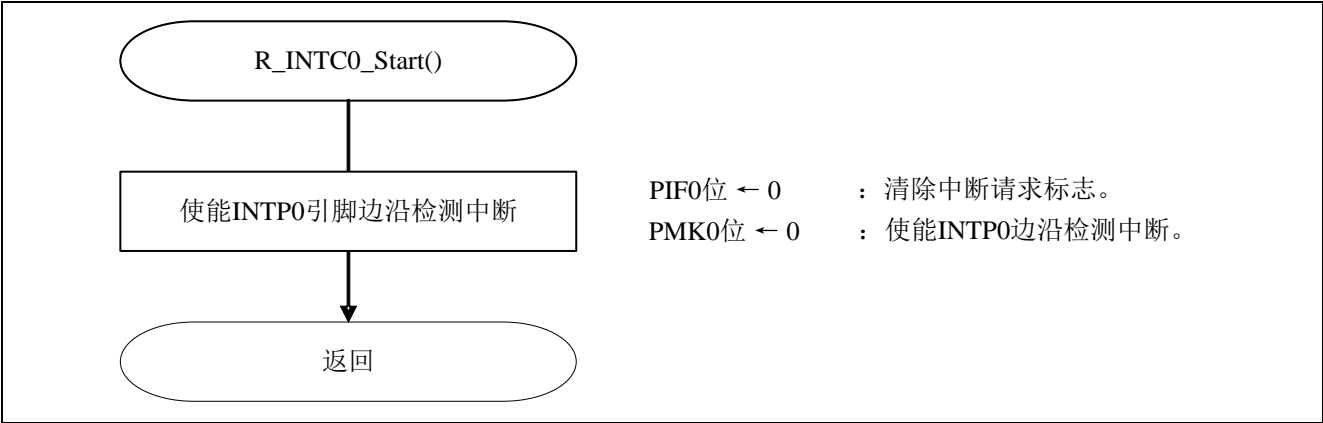 R_INTC0_Start()
使能INTP0引脚边沿检测中断
PIF0位 ← 0 ：清除中断请求标志。
PMK0位 ← 0 ：使能INTP0边沿检测中断。
返回